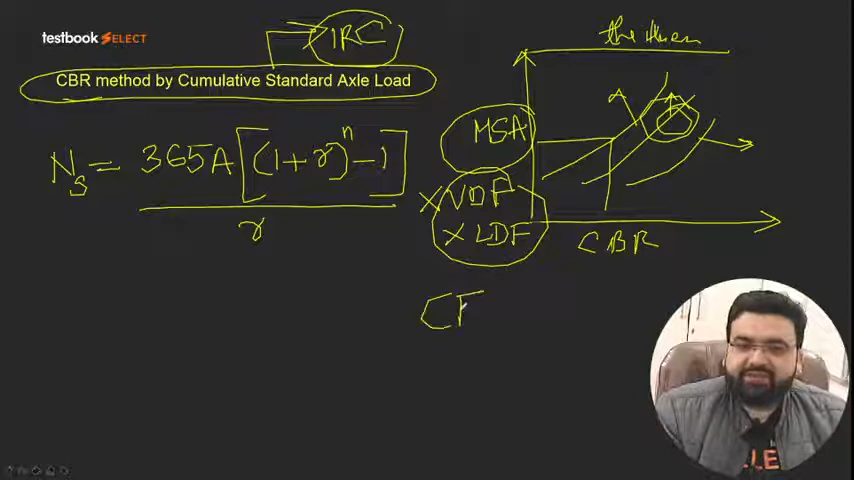 testbook SELECT
IRC
CBR method by Cumulative Standard Axle Load
Ns = 365A [(1+r)^n - 1]
r
MSA
X VDF
X LDF
CBR
CF